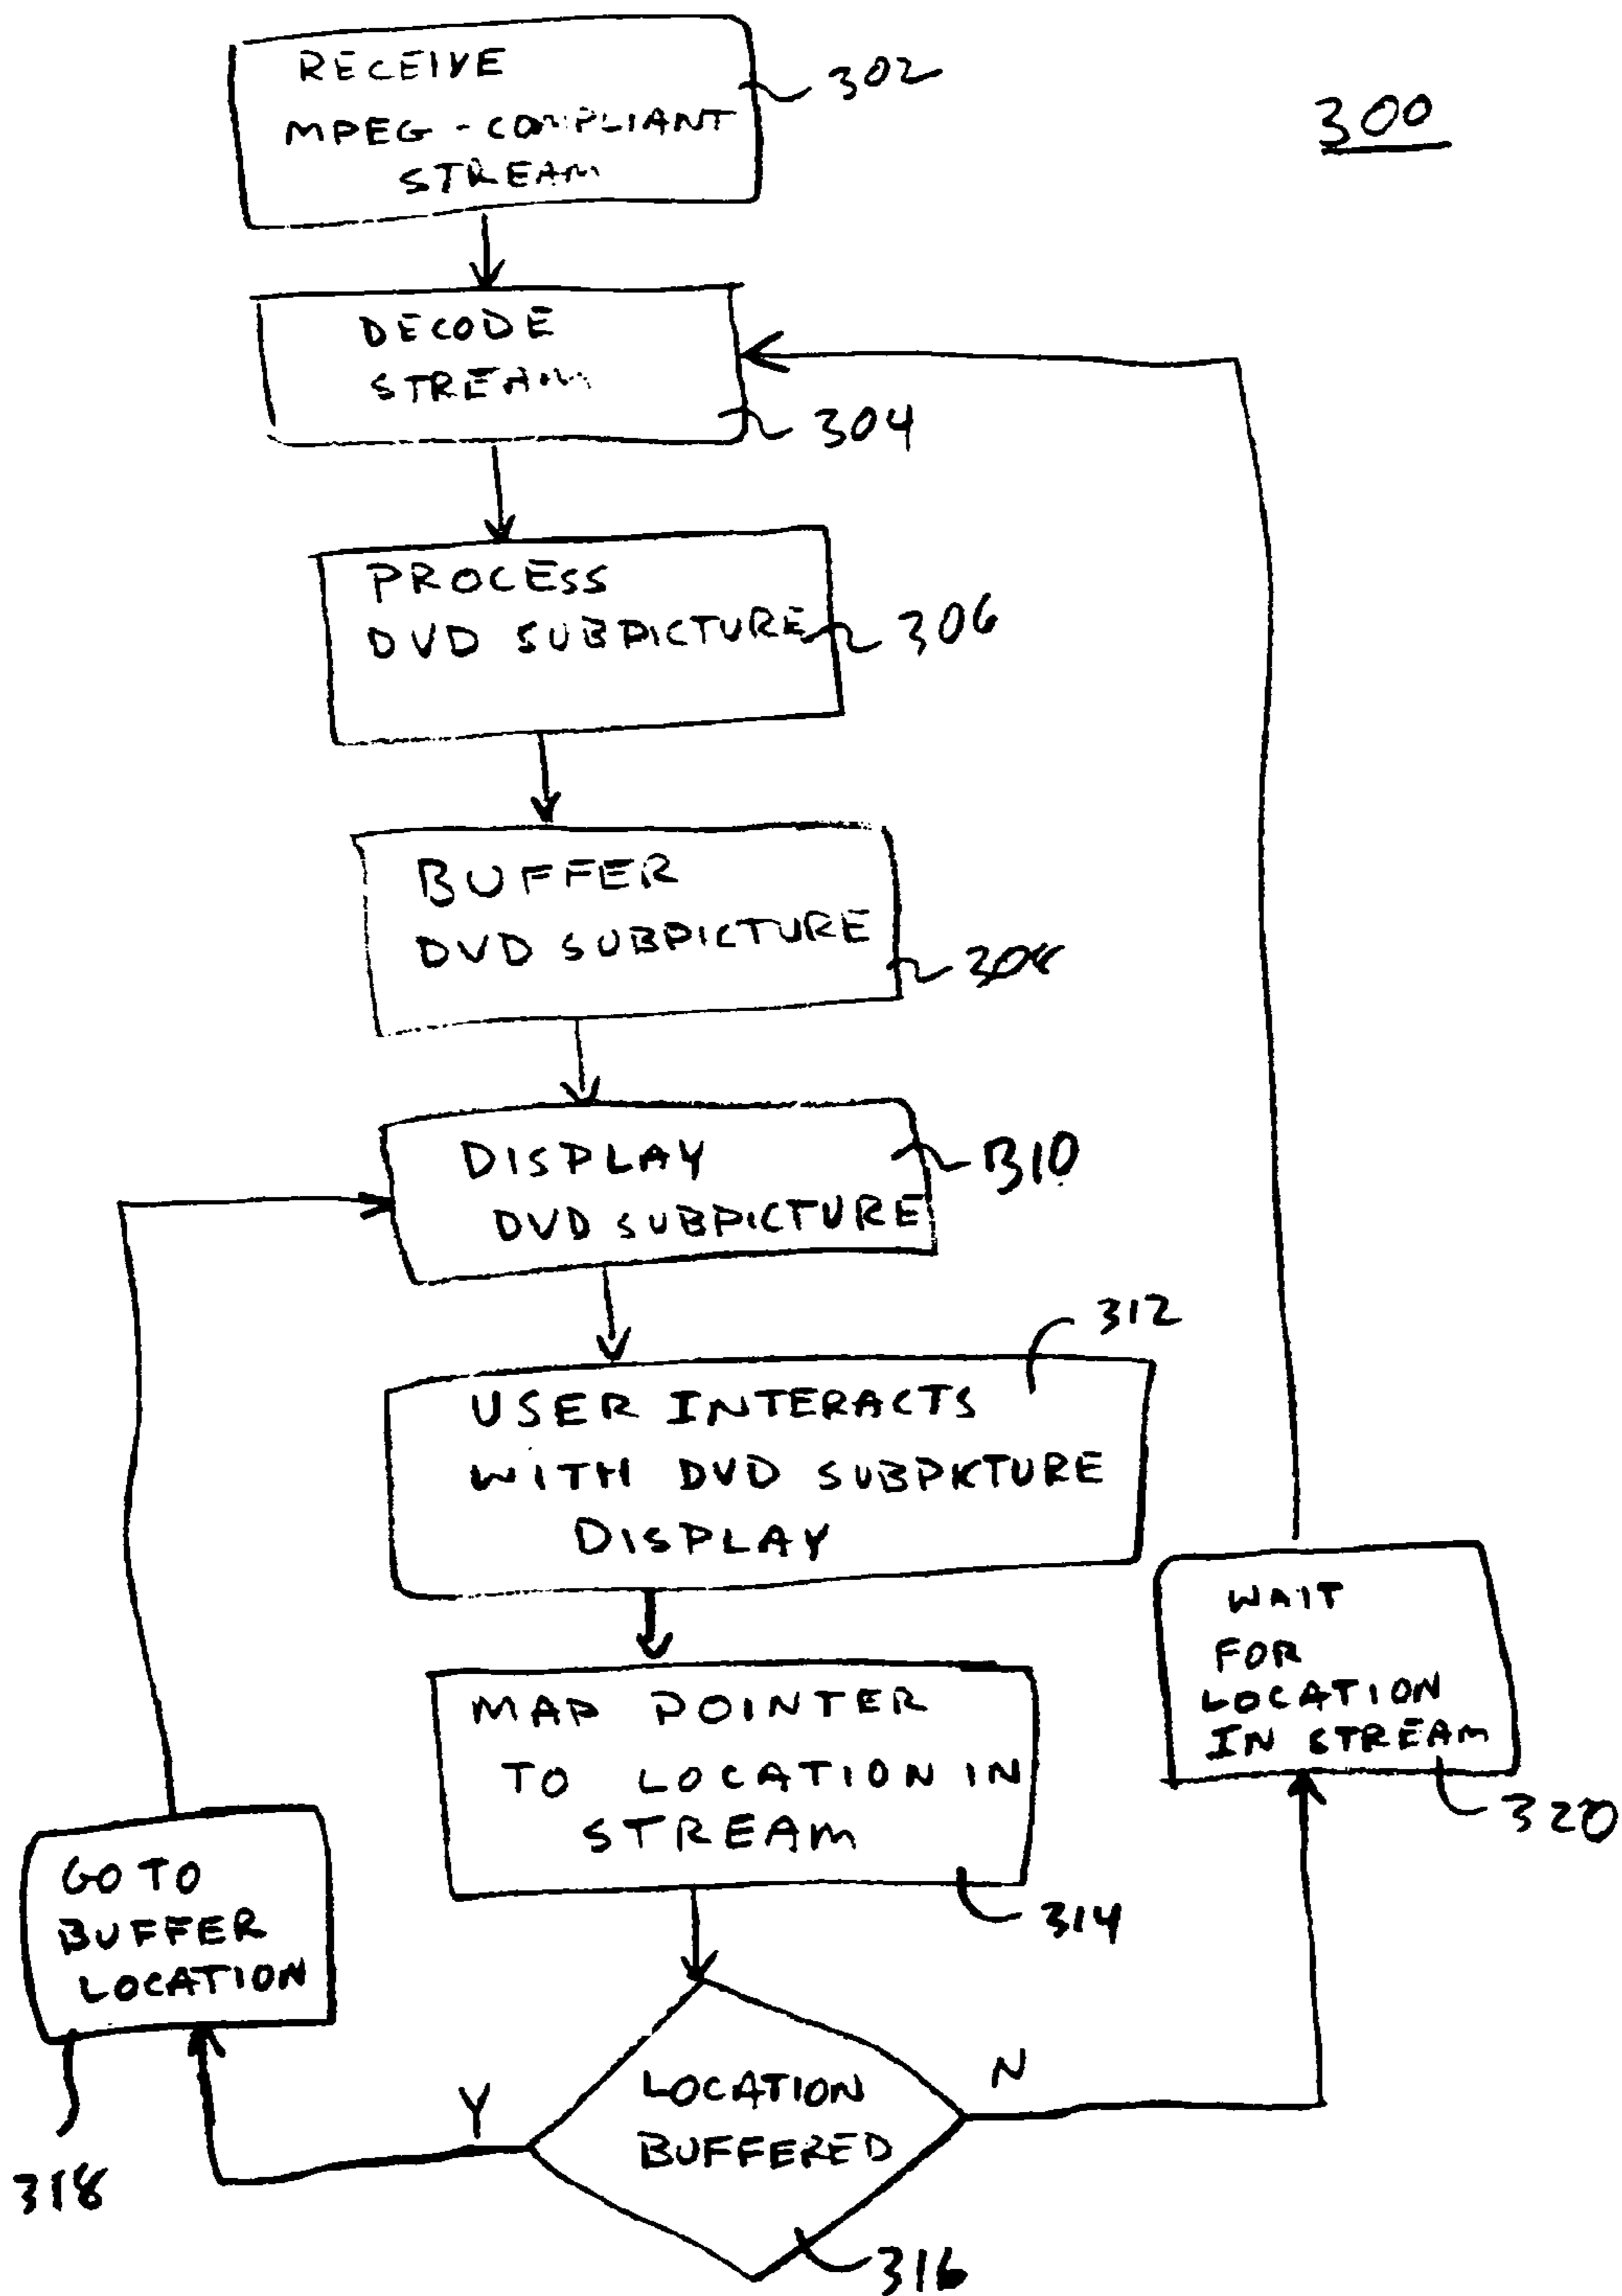 RECEIVE
MPEG-COMPLIANT
STREAM
302
300
DECODE
STREAM
304
PROCESS
DVD SUBPICTURE
306
BUFFER
DVD SUBPICTURE
308
DISPLAY
310
DVD SUBPICTURE
312
USER INTERACTS
WITH DVD SUBPICTURE
DISPLAY
WAIT
FOR
LOCATION
IN STREAM
320
MAP POINTER
TO LOCATION IN
STREAM
314
GO TO
BUFFER
LOCATION
318
Y
N
LOCATION
BUFFERED
316